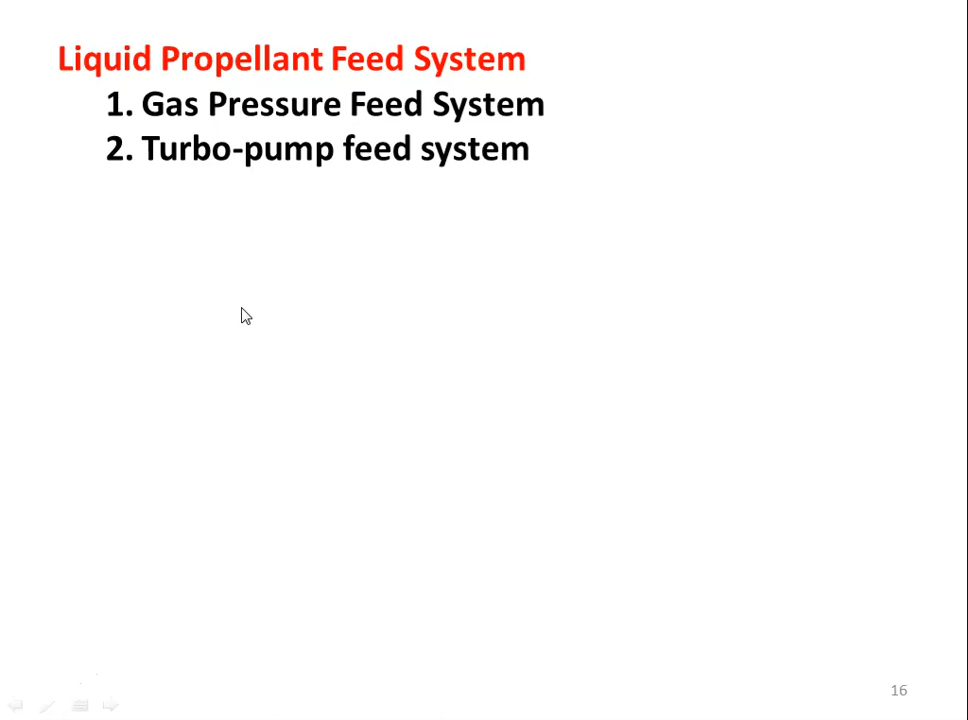 Liquid Propellant Feed System
1. Gas Pressure Feed System
2. Turbo-pump feed system
16